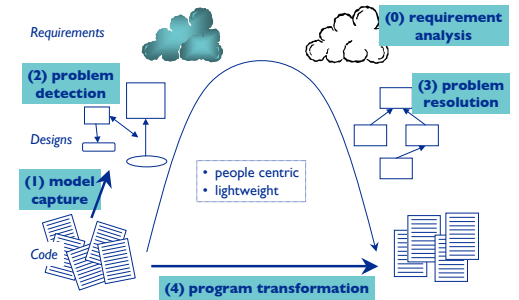 Requirements
(0) requirement
analysis
(2) problem
detection
(3) problem
resolution
Designs
• people centric
• lightweight
(1) model
capture
Code
(4) program transformation